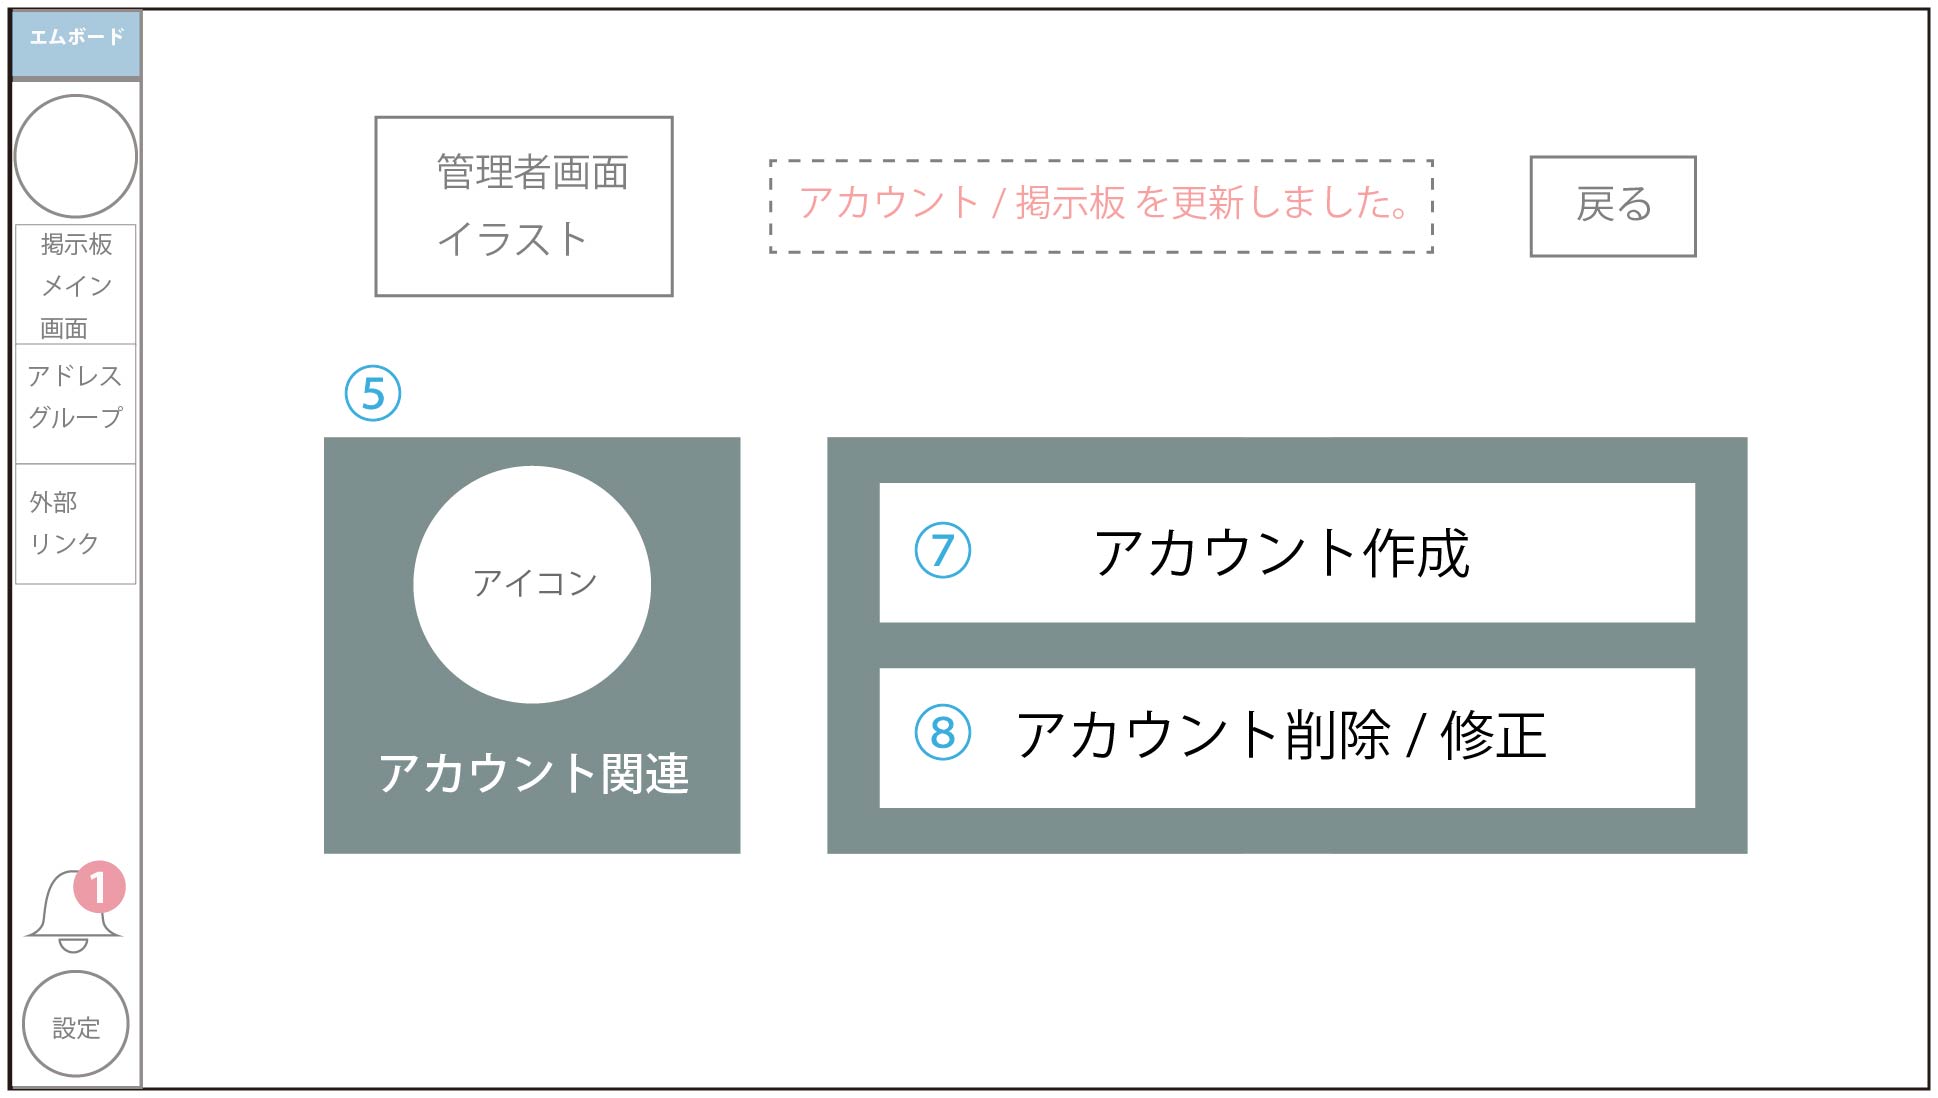 エムボード
掲示板
メイン
画面
アドレス
グループ
外部
リンク
1
設定
管理者画面
イラスト
アカウント / 掲示板 を更新しました。
戻る
⑤
アイコン
アカウント関連
⑦ アカウント作成
⑧ アカウント削除 / 修正